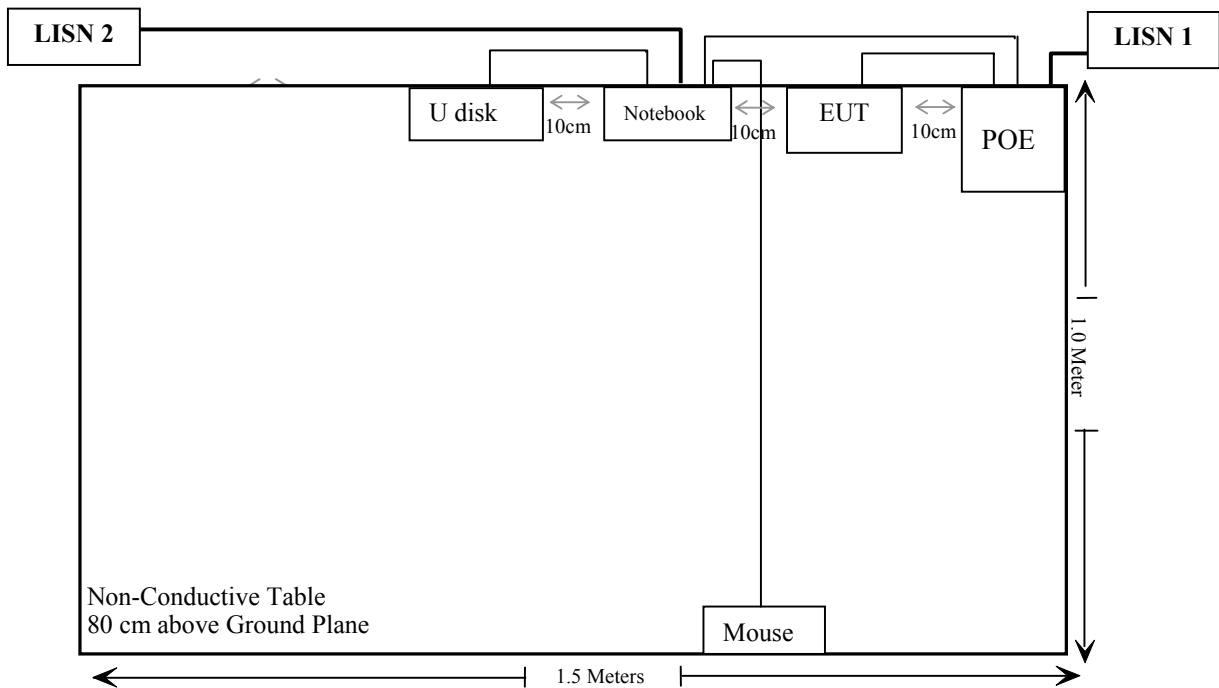 LISN 2
LISN 1
U disk
10cm
Notebook
10cm
EUT
10cm
POE
1.0 Meter
Non-Conductive Table
80 cm above Ground Plane
Mouse
1.5 Meters